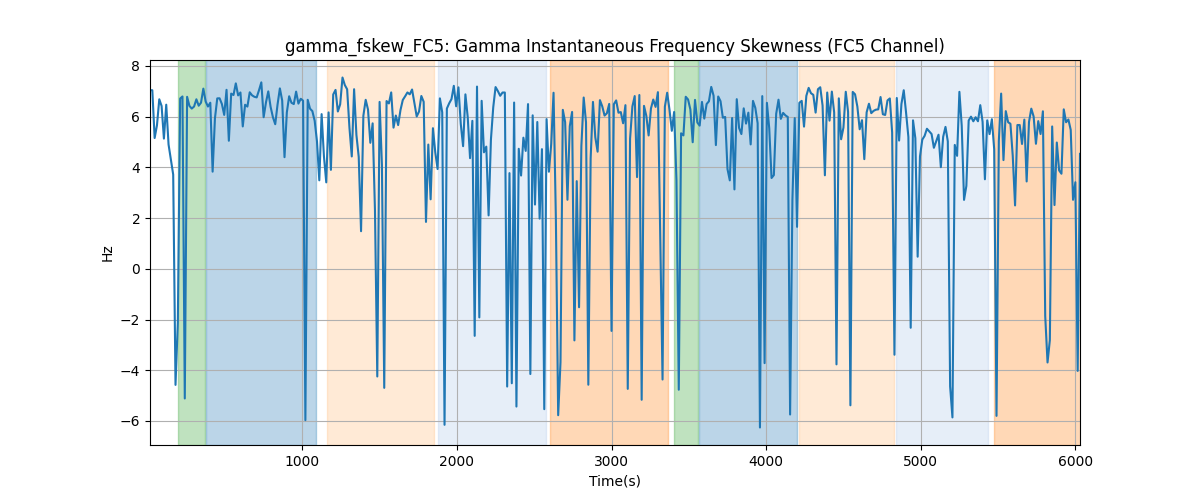 gamma_fskew_FC5: Gamma Instantaneous Frequency Skewness (FC5 Channel)
8
6
4
2
0
−2
−4
−6
Hz
1000 2000 3000 4000 5000 6000
Time(s)